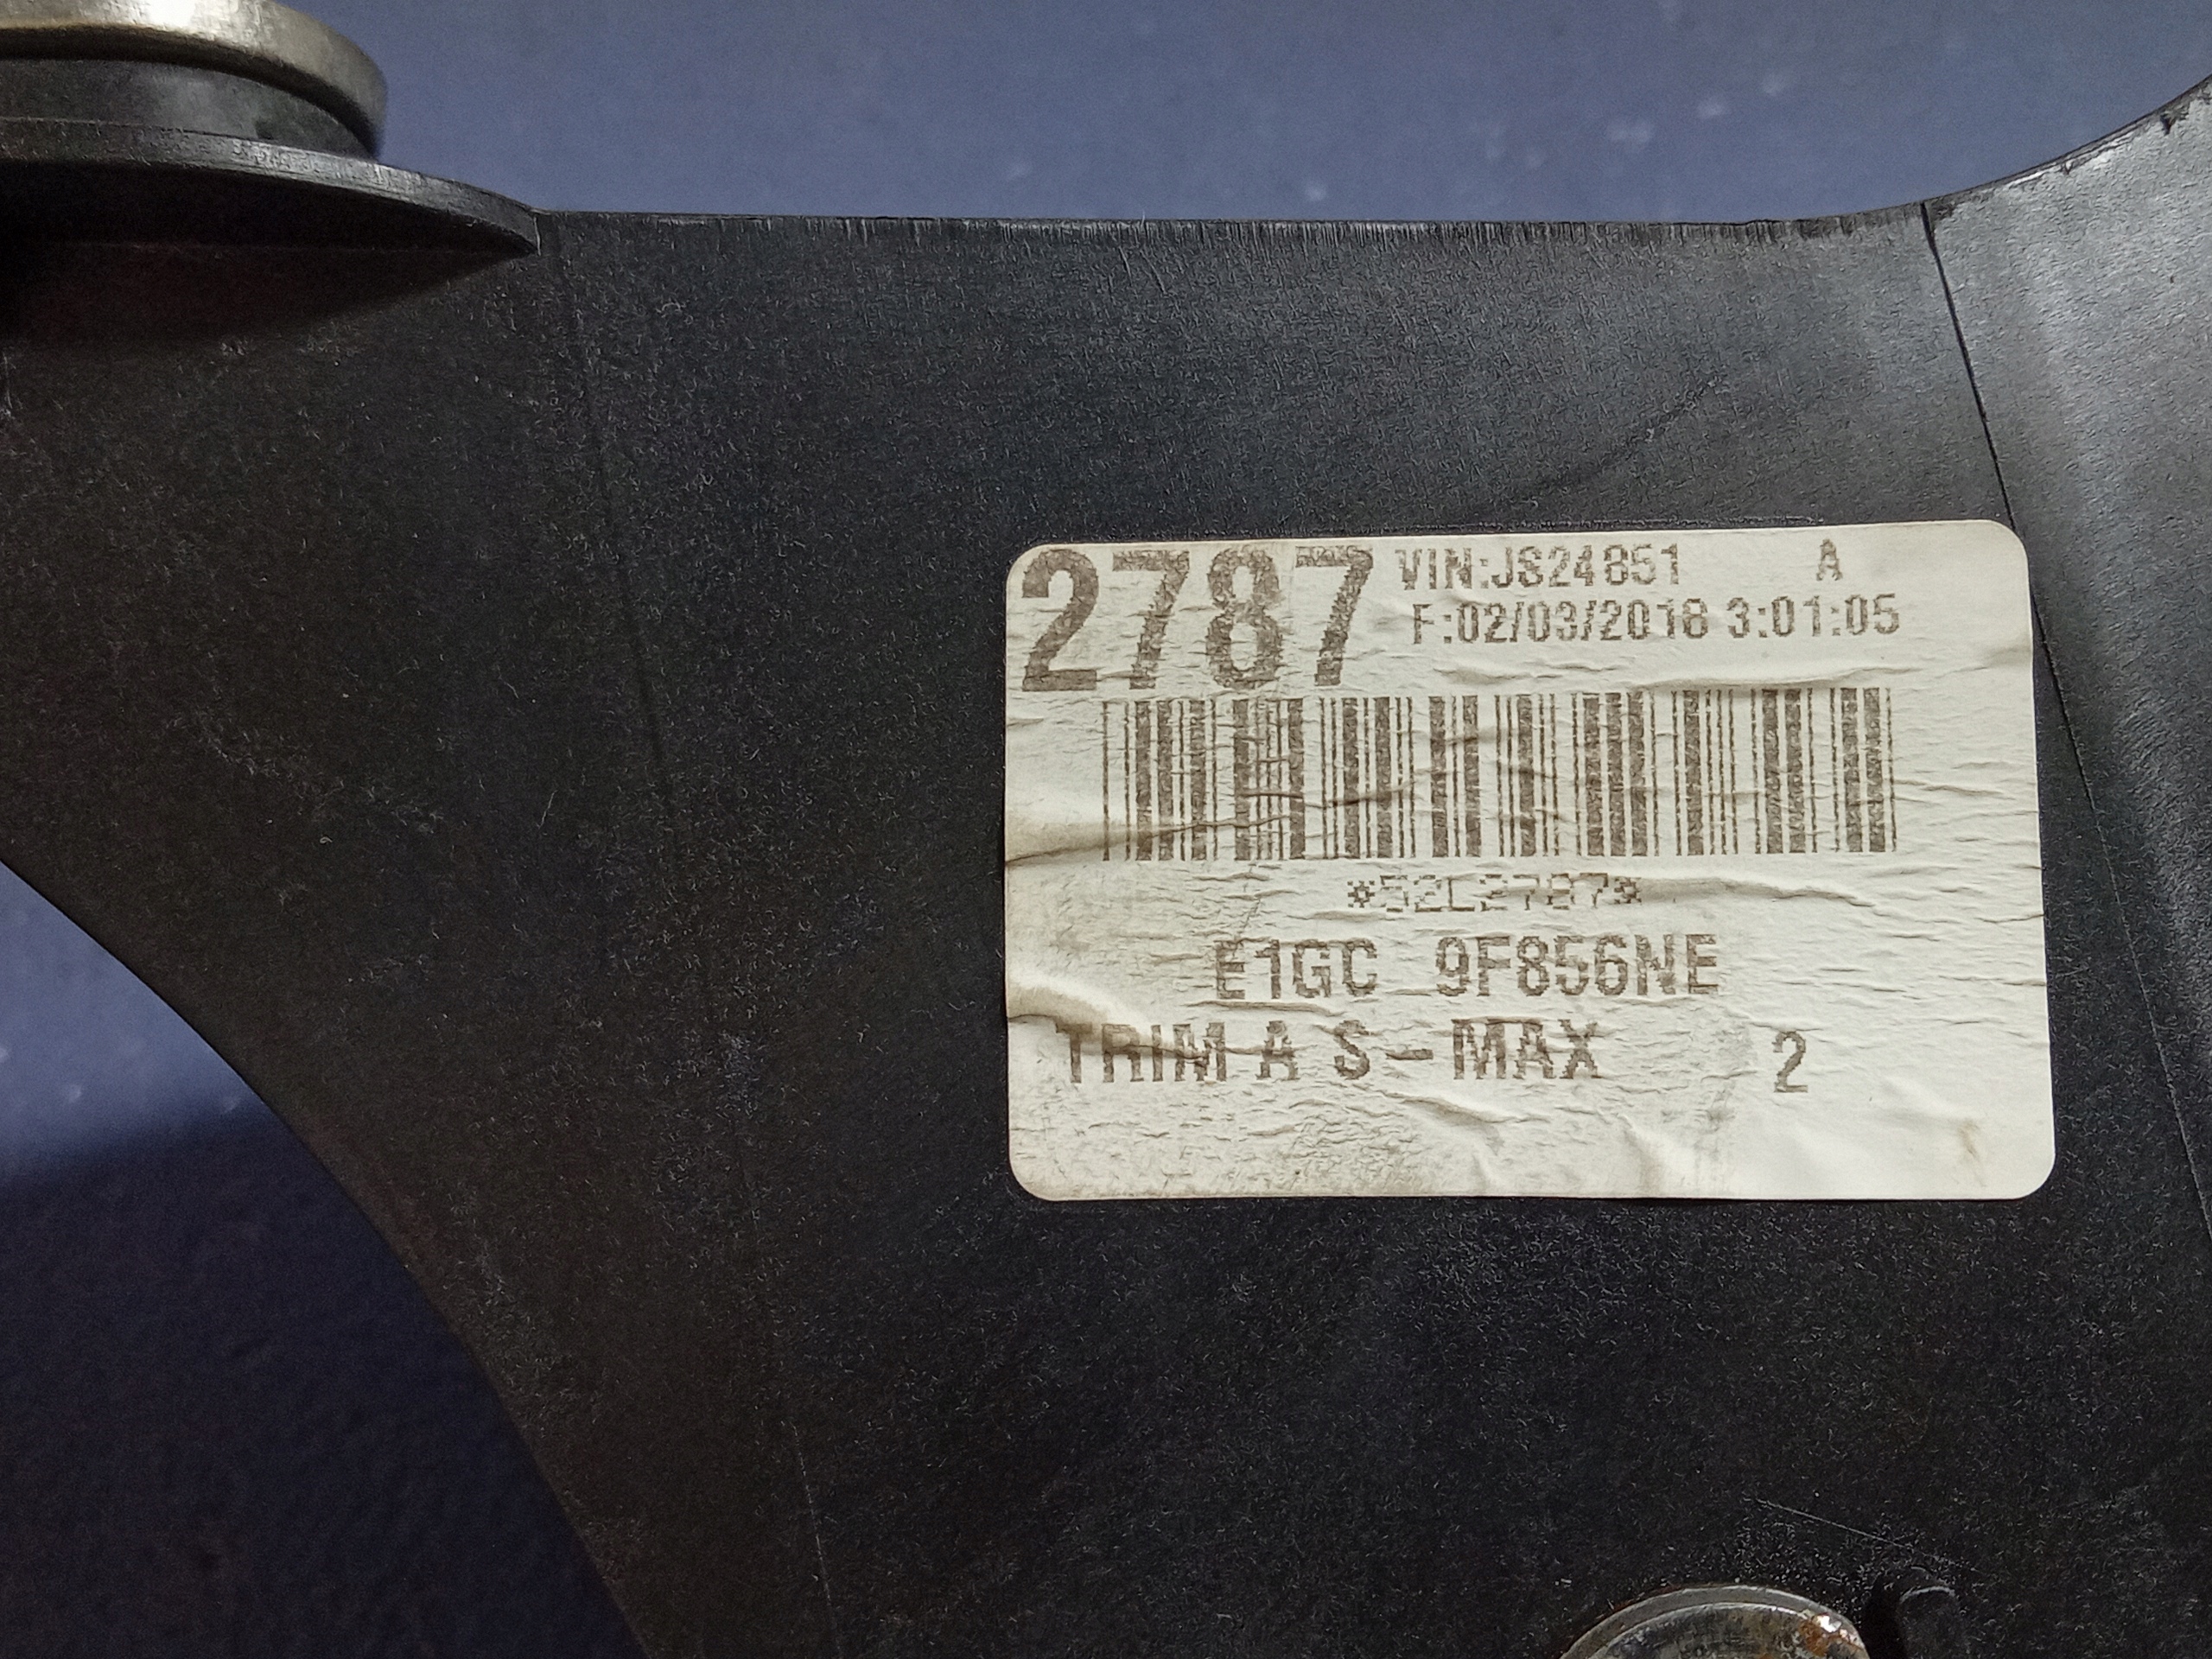 2787 VIN:JS24851 A
F:02/03/2018 3:01:05
*52L2787*
E1GC 9F856NE
TRIM A S-MAX 2